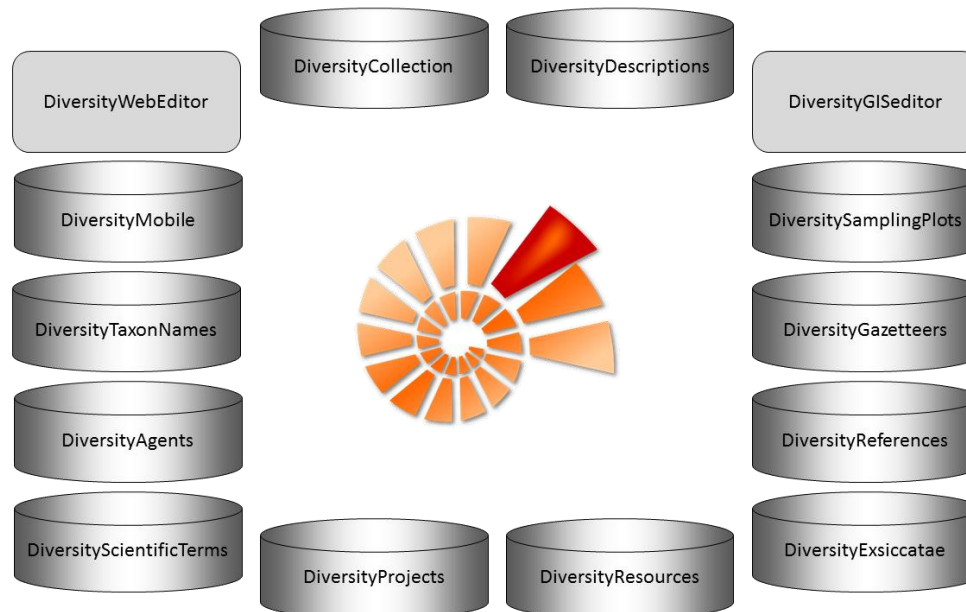 DiversityCollection
DiversityDescriptions
DiversityWebEditor
DiversityGISeditor
DiversityMobile
DiversitySamplingPlots
DiversityTaxonNames
DiversityGazetteers
DiversityAgents
DiversityReferences
DiversityScientificTerms
DiversityExsiccatae
DiversityProjects
DiversityResources